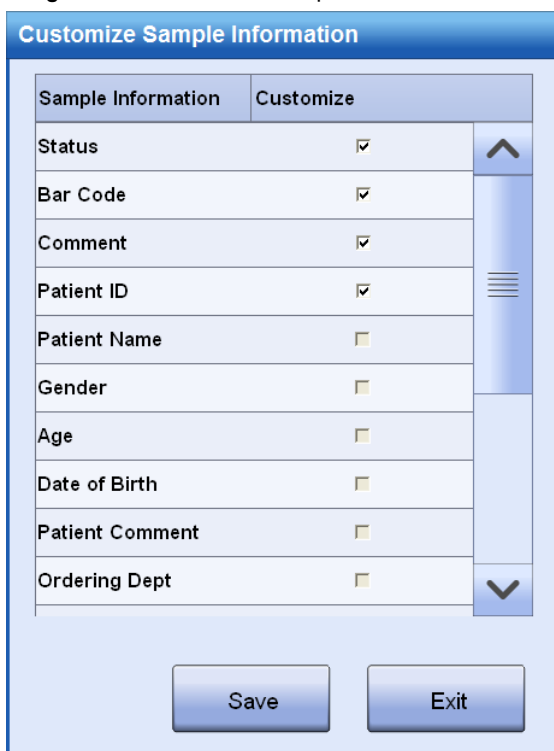 Customize Sample Information
Sample Information Customize
Status
Bar Code
Comment
Patient ID
Patient Name
Gender
Age
Date of Birth
Patient Comment
Ordering Dept
Save Exit